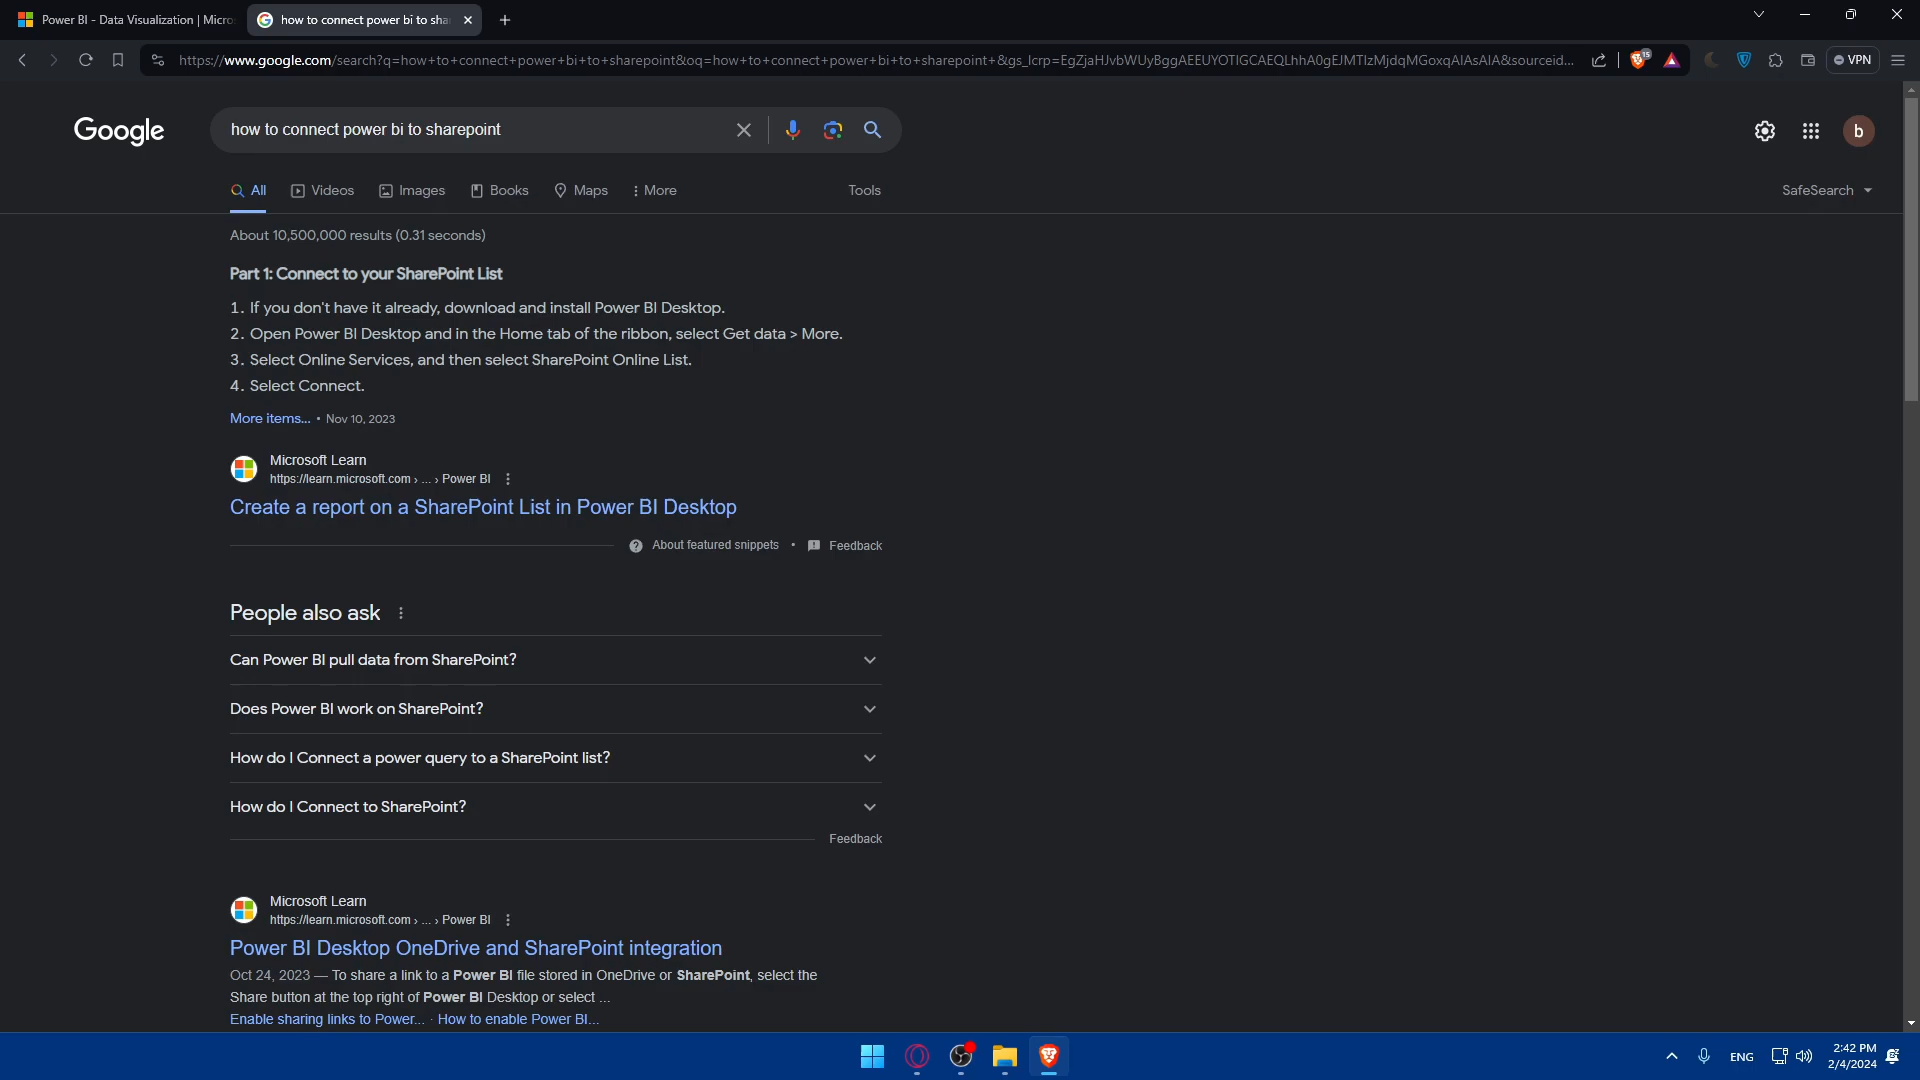 Power BI - Data Visualization | Micro
how to connect power bi to sha
https://www.google.com/search?q=how+to+connect+power+bi+to+sharepoint&oq=how+to+connect+power+bi+to+sharepoint+&gs_lcrp=EgZjaHJvbWUyBggAEEUYOTIGCAEQLhhA0gEJMTIzMjdqMGoxqAIAsAIA&sourceid...
15
VPN
Google
how to connect power bi to sharepoint
b
All
Videos
Images
Books
Maps
More
Tools
SafeSearch
About 10,500,000 results (0.31 seconds)
Part 1: Connect to your SharePoint List
1. If you don't have it already, download and install Power BI Desktop.
2. Open Power BI Desktop and in the Home tab of the ribbon, select Get data > More.
3. Select Online Services, and then select SharePoint Online List.
4. Select Connect.
More items... • Nov 10, 2023
Microsoft Learn
https://learn.microsoft.com › ... › Power BI
Create a report on a SharePoint List in Power BI Desktop
About featured snippets • Feedback
People also ask
Can Power BI pull data from SharePoint?
Does Power BI work on SharePoint?
How do I Connect a power query to a SharePoint list?
How do I Connect to SharePoint?
Feedback
Microsoft Learn
https://learn.microsoft.com › ... › Power BI
Power BI Desktop OneDrive and SharePoint integration
Oct 24, 2023 — To share a link to a Power BI file stored in OneDrive or SharePoint, select the
Share button at the top right of Power BI Desktop or select ...
Enable sharing links to Power... · How to enable Power BI...
ENG
2:42 PM
2/4/2024